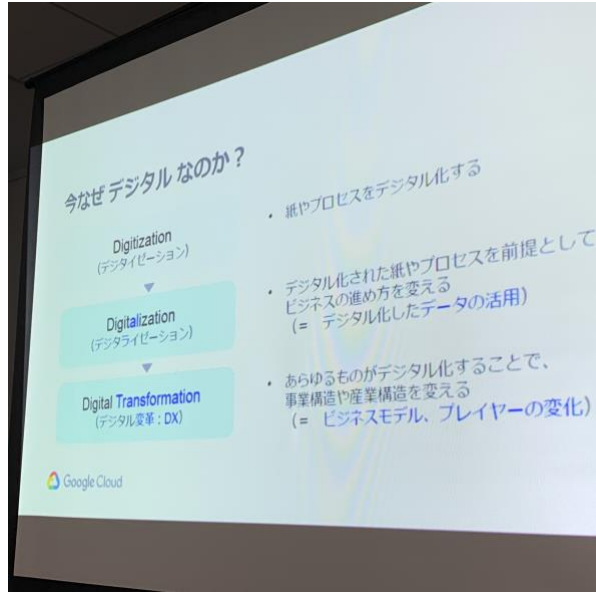 今なぜ デジタル なのか？
Digitization
(デジタイゼーション)
・ 紙やプロセスをデジタル化する
Digitalization
(デジタライゼーション)
・ デジタル化された紙やプロセスを前提として
ビジネスの進め方を変える
(= デジタル化したデータの活用)
Digital Transformation
(デジタル変革：DX)
・ あらゆるものがデジタル化することで、
事業構造や産業構造を変える
(= ビジネスモデル、プレイヤーの変化)
Google Cloud